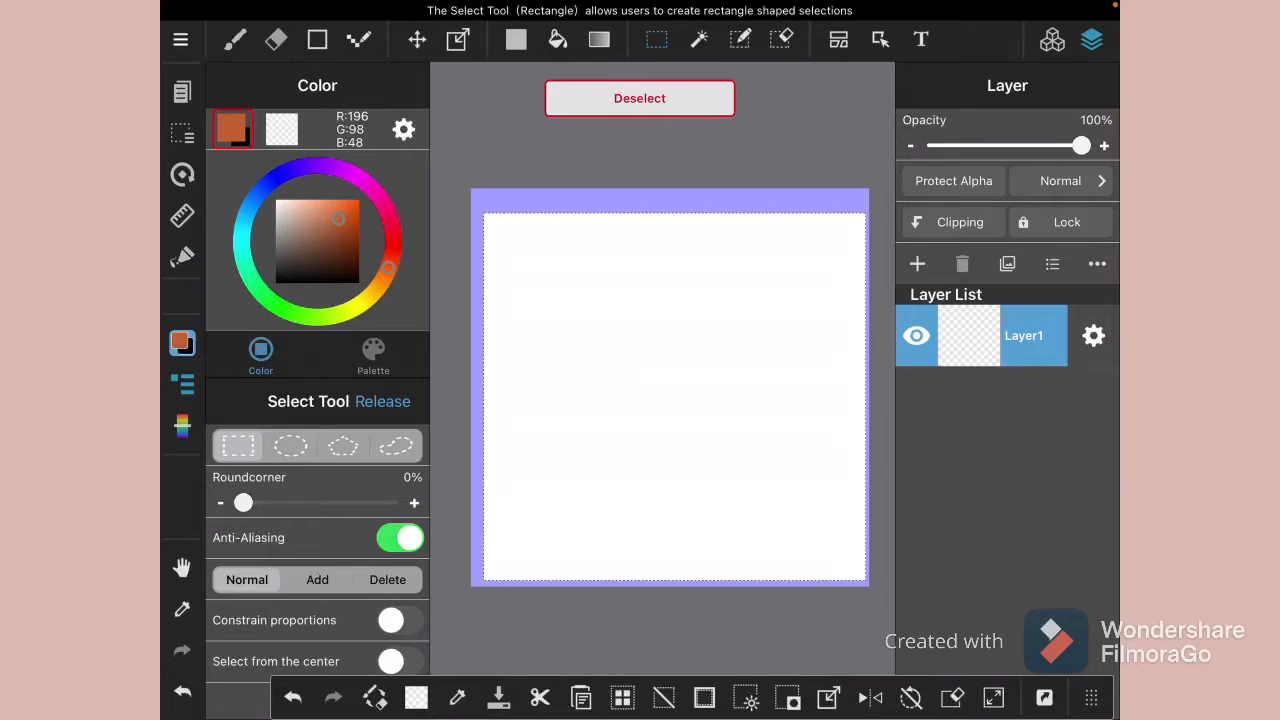 The Select Tool（Rectangle）allows users to create rectangle shaped selections
T
Color
R:196
G:98
B:48
Color
Palette
Select Tool Release
Roundcorner 0%
- +
Anti-Aliasing
Normal Add Delete
Constrain proportions
Select from the center
Deselect
Layer
Opacity 100%
- +
Protect Alpha Normal
Clipping Lock
Layer List
Layer1
Created with Wondershare FilmoraGo